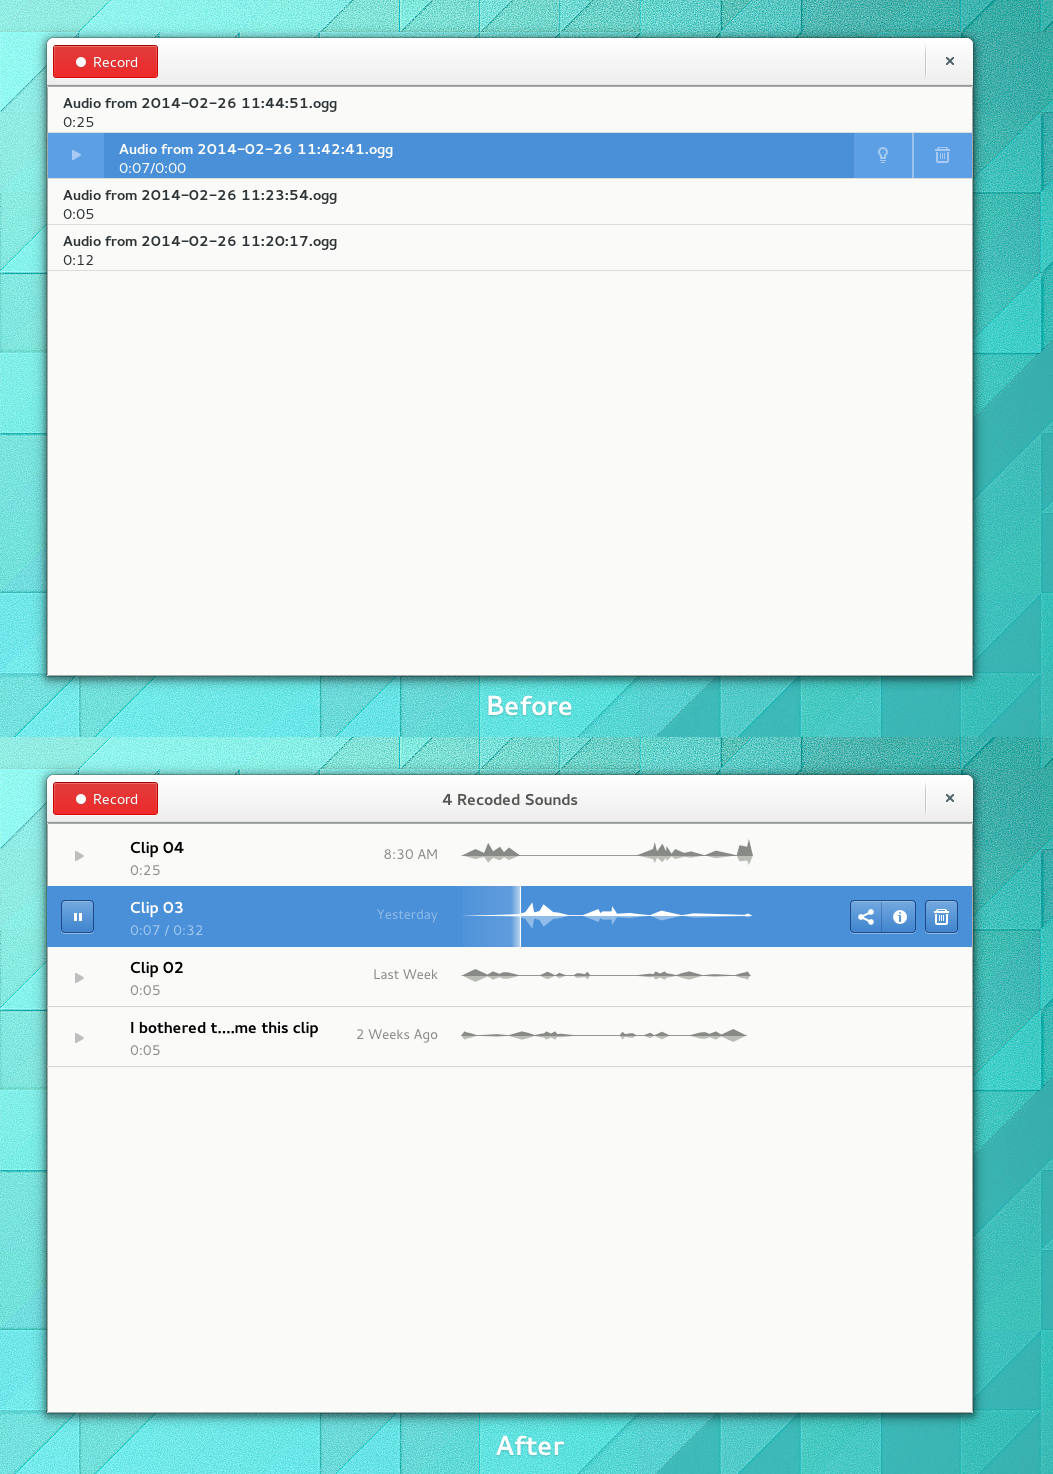 Record
Audio from 2014-02-26 11:44:51.ogg
0:25
Audio from 2014-02-26 11:42:41.ogg
0:07/0:00
Audio from 2014-02-26 11:23:54.ogg
0:05
Audio from 2014-02-26 11:20:17.ogg
0:12
Before
Record
4 Recoded Sounds
Clip 04
8:30 AM
0:25
Clip 03
Yesterday
0:07 / 0:32
Clip 02
Last Week
0:05
I bothered t....me this clip
2 Weeks Ago
0:05
After